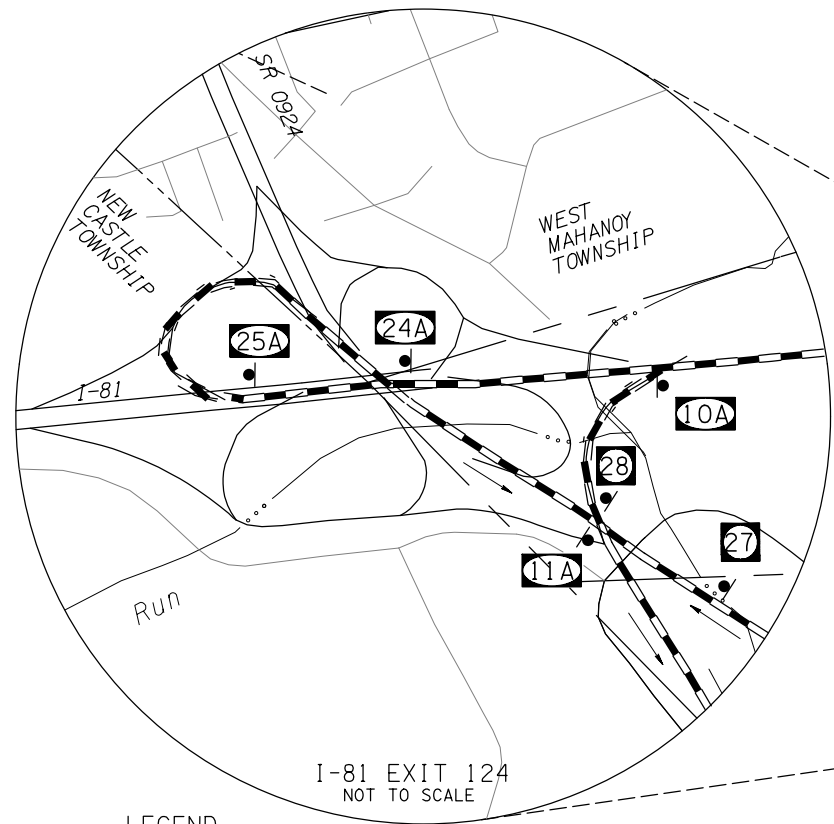 SR 0924
NEW
CASTLE
TOWNSHIP
WEST
MAHANOY
TOWNSHIP
24A
25A
I-81
10A
28
27
11A
Run
I-81 EXIT 124
NOT TO SCALE
LEGEND